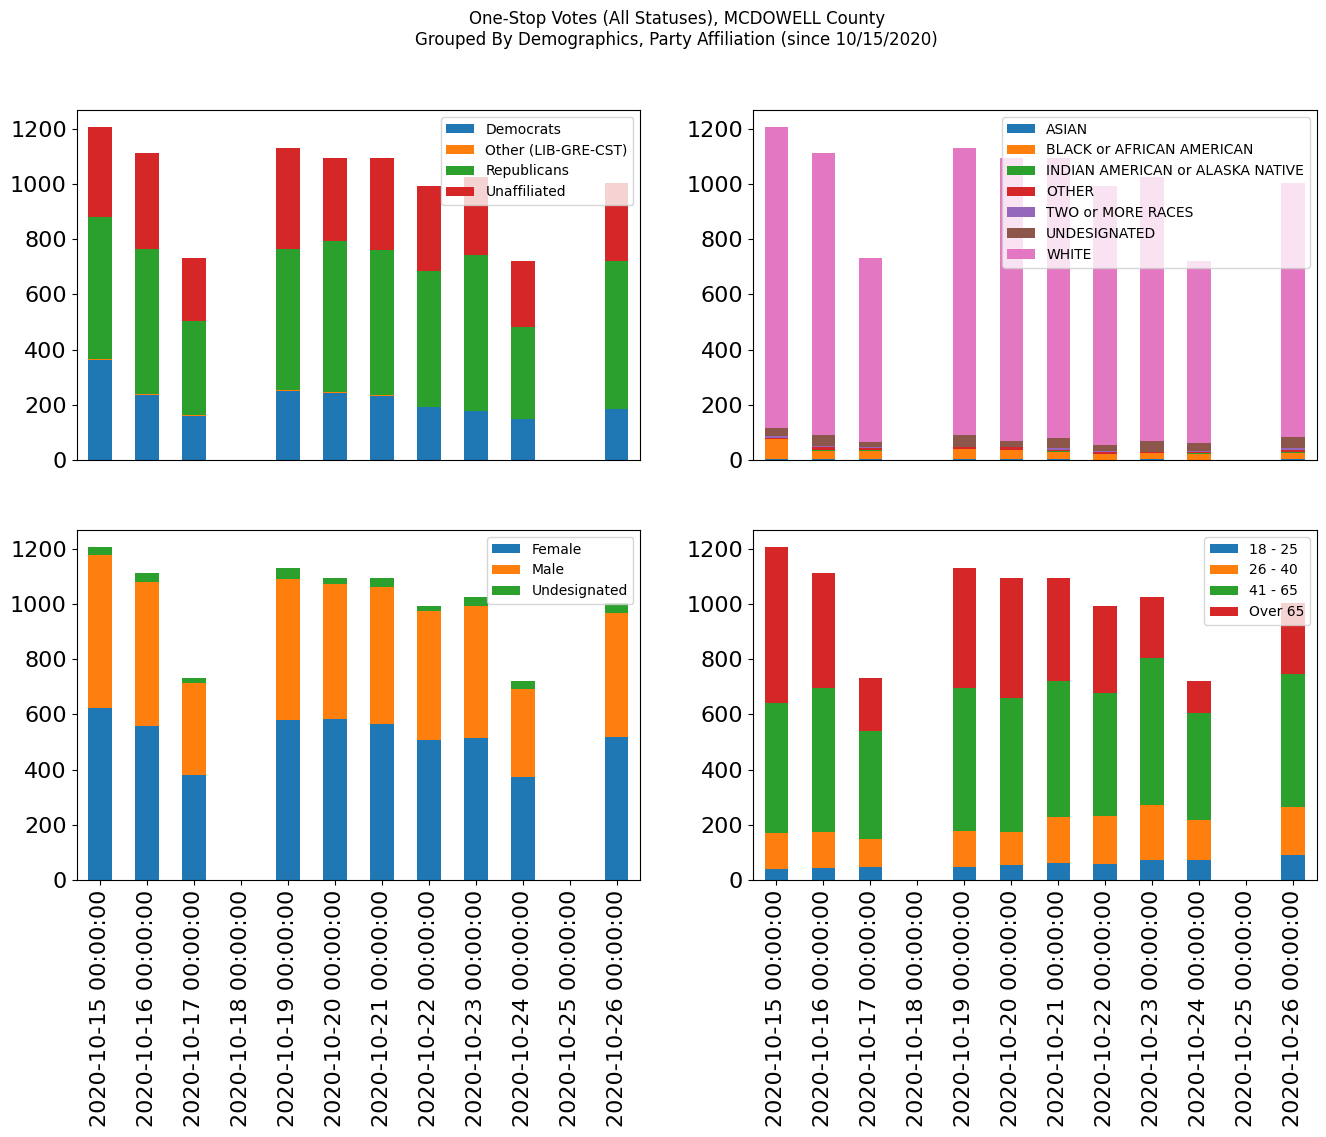 One-Stop Votes (All Statuses), MCDOWELL County
Grouped By Demographics, Party Affiliation (since 10/15/2020)
1200
1000
800
600
400
200
0
Democrats
Other (LIB-GRE-CST)
Republicans
Unaffiliated
1200
1000
800
600
400
200
0
ASIAN
BLACK or AFRICAN AMERICAN
INDIAN AMERICAN or ALASKA NATIVE
OTHER
TWO or MORE RACES
UNDESIGNATED
WHITE
1200
1000
800
600
400
200
0
Female
Male
Undesignated
2020-10-15 00:00:00
2020-10-16 00:00:00
2020-10-17 00:00:00
2020-10-18 00:00:00
2020-10-19 00:00:00
2020-10-20 00:00:00
2020-10-21 00:00:00
2020-10-22 00:00:00
2020-10-23 00:00:00
2020-10-24 00:00:00
2020-10-25 00:00:00
2020-10-26 00:00:00
1200
1000
800
600
400
200
0
18 - 25
26 - 40
41 - 65
Over 65
2020-10-15 00:00:00
2020-10-16 00:00:00
2020-10-17 00:00:00
2020-10-18 00:00:00
2020-10-19 00:00:00
2020-10-20 00:00:00
2020-10-21 00:00:00
2020-10-22 00:00:00
2020-10-23 00:00:00
2020-10-24 00:00:00
2020-10-25 00:00:00
2020-10-26 00:00:00